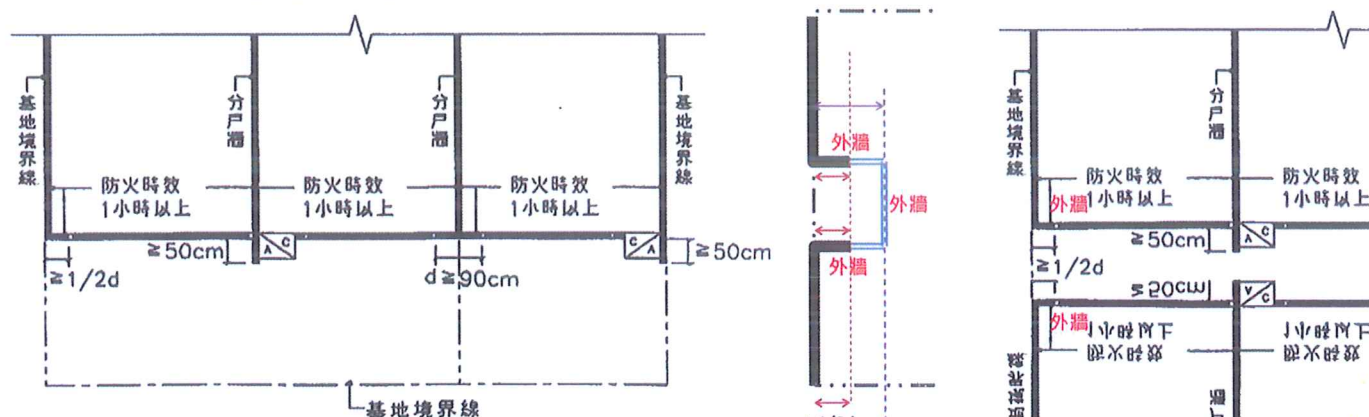 基地境界線
分戶牆
分戶牆
基地境界線
防火時效
1小時以上
防火時效
1小時以上
防火時效
1小時以上
≧50cm
A C
C A
≧50cm
≧1/2d
d≧90cm
基地境界線
外牆
外牆
外牆
基地境界線
分戶牆
防火時效
1小時以上
防火時效
1小時以上
外牆
≧50cm
A C
≧1/2d
≧50cm
A C
外牆
1小時以上
防火時效
1小時以上
防火時效